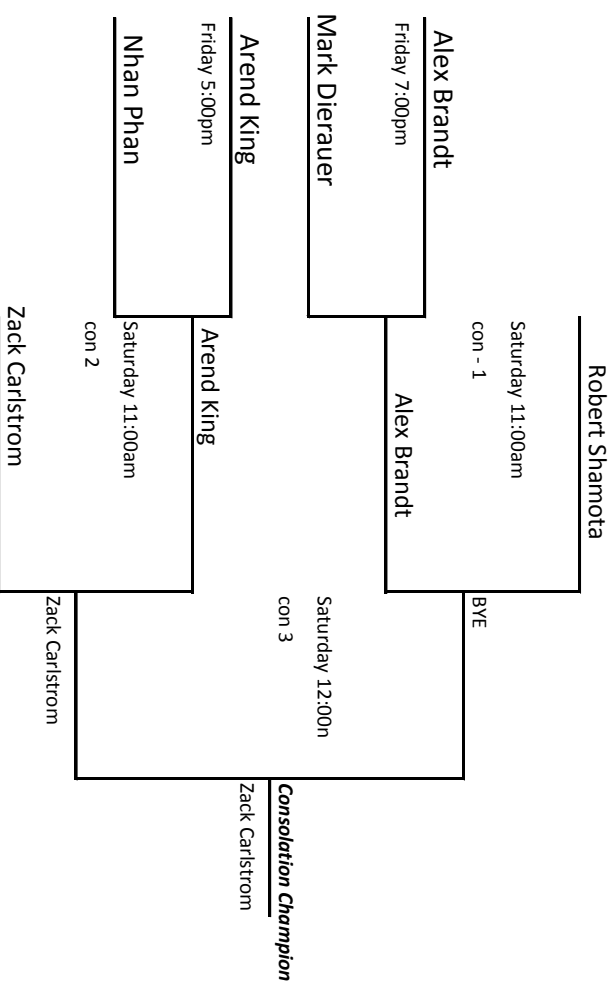 Robert Shamota
Saturday 11:00am
con - 1
BYE
Alex Brandt
Friday 7:00pm
Alex Brandt
Mark Dierauer
Saturday 12:00n
con 3
Consolation Champion
Zack Carlstrom
Arend King
Friday 5:00pm
Arend King
Nhan Phan
Saturday 11:00am
con 2
Zack Carlstrom
Zack Carlstrom